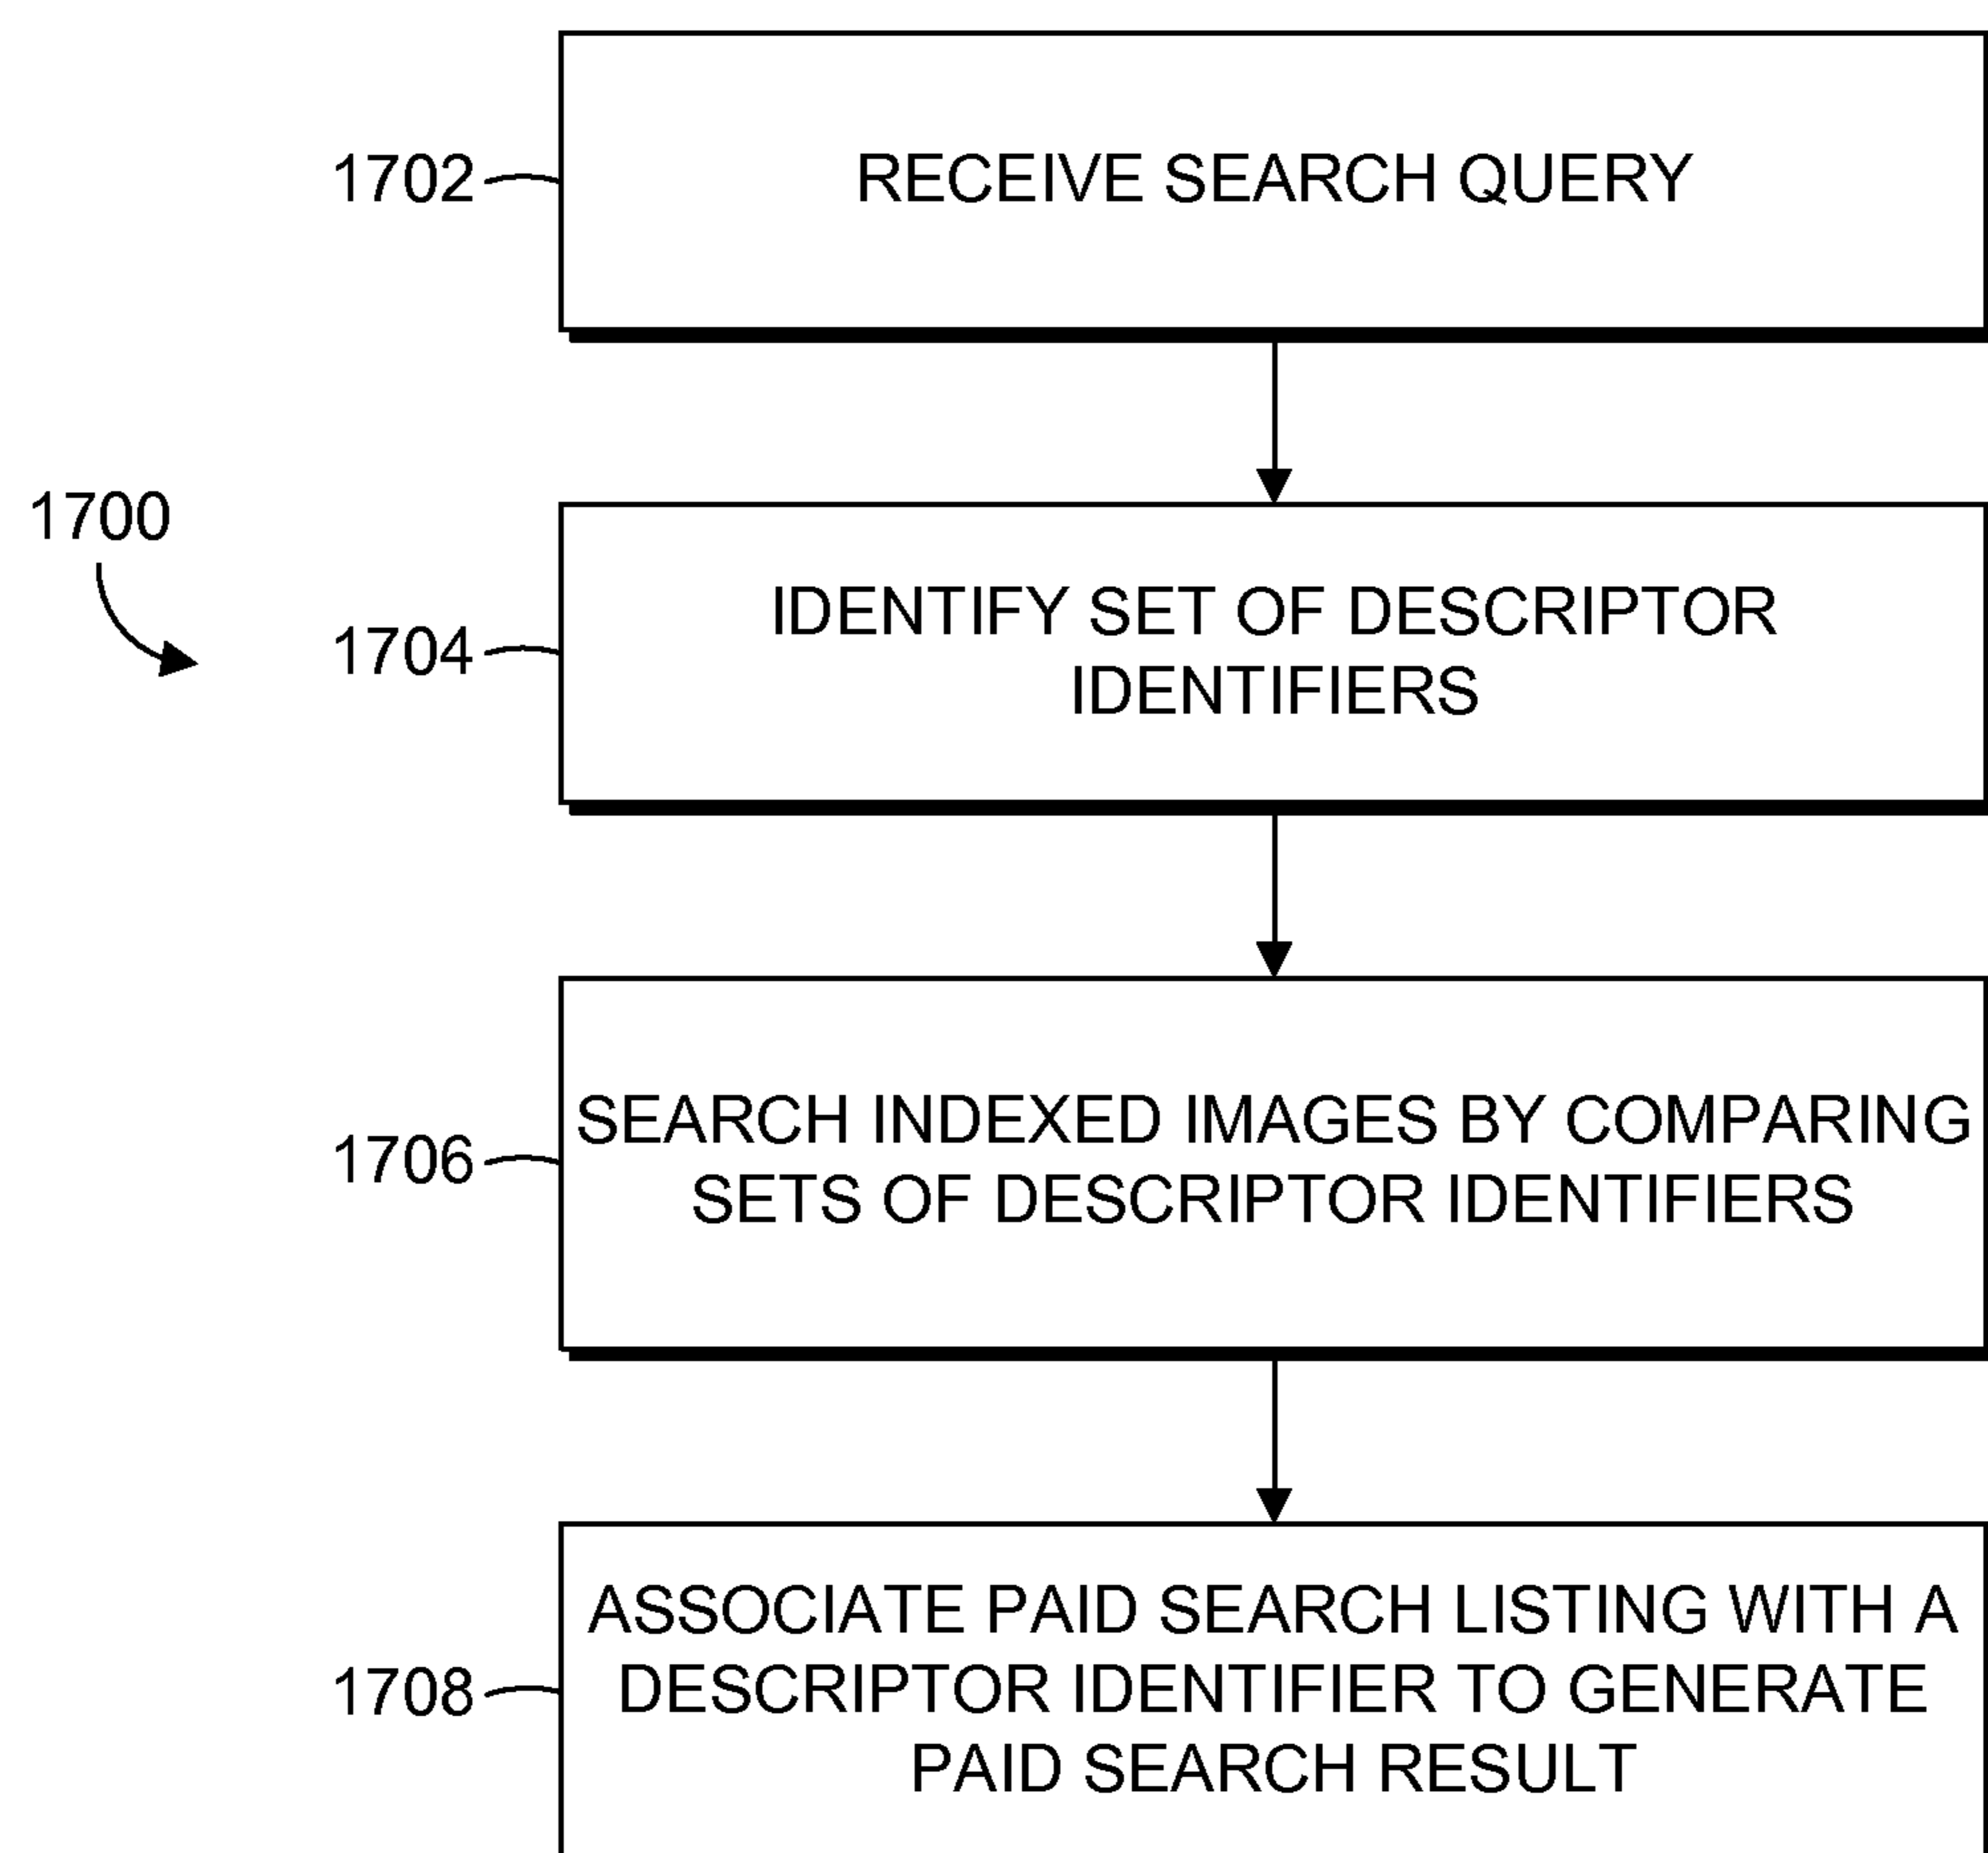 1702
RECEIVE SEARCH QUERY
1700
1704
IDENTIFY SET OF DESCRIPTOR
IDENTIFIERS
1706
SEARCH INDEXED IMAGES BY COMPARING
SETS OF DESCRIPTOR IDENTIFIERS
1708
ASSOCIATE PAID SEARCH LISTING WITH A
DESCRIPTOR IDENTIFIER TO GENERATE
PAID SEARCH RESULT